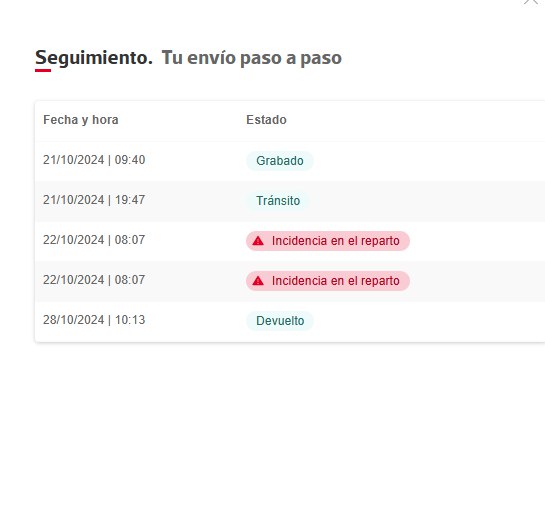 Seguimiento. Tu envío paso a paso
Fecha y hora Estado
21/10/2024 | 09:40 Grabado
21/10/2024 | 19:47 Tránsito
22/10/2024 | 08:07 Incidencia en el reparto
22/10/2024 | 08:07 Incidencia en el reparto
28/10/2024 | 10:13 Devuelto